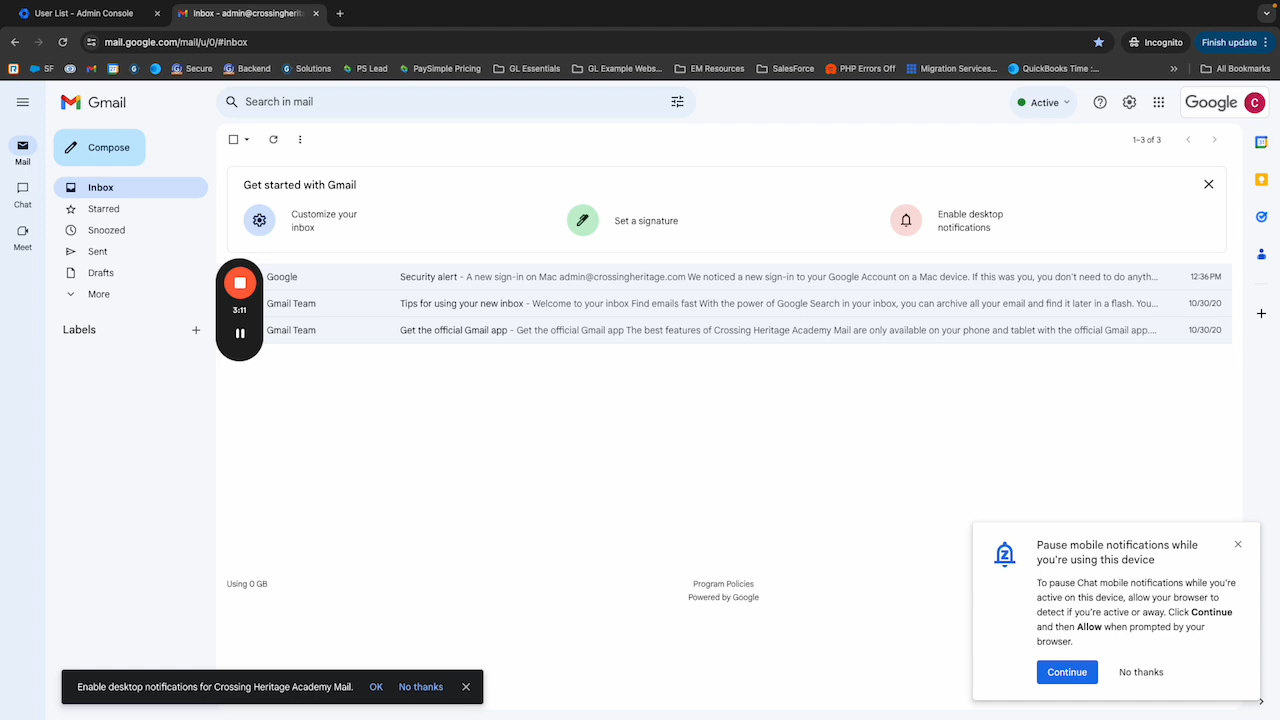 User List - Admin Console
Inbox - admin@crossingherita
mail.google.com/mail/u/0/#inbox
Incognito
Finish update
SF
Secure
Backend
Solutions
PS Lead
PaySimple Pricing
GL Essentials
GL Example Webs...
EM Resources
SalesForce
PHP Errors Off
Migration Services...
QuickBooks Time :...
»
All Bookmarks
Gmail
Search in mail
Active
Google
C
Mail
Chat
Meet
Compose
Inbox
Starred
Snoozed
Sent
Drafts
More
Labels
1–3 of 3
Get started with Gmail
Customize your
inbox
Set a signature
Enable desktop
notifications
Google Security alert - A new sign-in on Mac admin@crossingheritage.com We noticed a new sign-in to your Google Account on a Mac device. If this was you, you don't need to do anyth... 12:36 PM
Gmail Team Tips for using your new inbox - Welcome to your inbox Find emails fast With the power of Google Search in your inbox, you can archive all your email and find it later in a flash. You... 10/30/20
Gmail Team Get the official Gmail app - Get the official Gmail app The best features of Crossing Heritage Academy Mail are only available on your phone and tablet with the official Gmail app.... 10/30/20
3:11
Using 0 GB
Program Policies
Powered by Google
Pause mobile notifications while
you're using this device
To pause Chat mobile notifications while you're
active on this device, allow your browser to
detect if you're active or away. Click Continue
and then Allow when prompted by your
browser.
Continue
No thanks
Enable desktop notifications for Crossing Heritage Academy Mail. OK No thanks